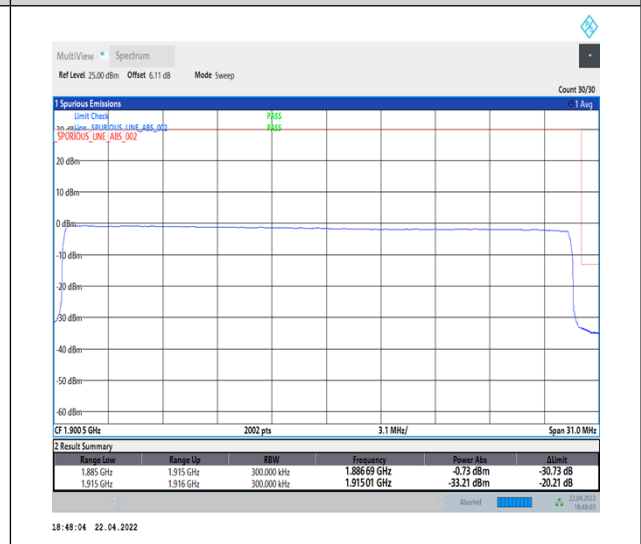 MultiView Spectrum
Ref Level 25.00 dBm Offset 6.11 dB Mode Sweep
Count 30/30
1 Spurious Emissions 1 Avg
Limit Check PASS
Line _SPURIOUS_LINE_ABS_002 PASS
_SPURIOUS_LINE_ABS_002
20 dBm
10 dBm
0 dBm
-10 dBm
-20 dBm
-30 dBm
-40 dBm
-50 dBm
-60 dBm
CF 1.9005 GHz 2002 pts 3.1 MHz/ Span 31.0 MHz
2 Result Summary
Range Low Range Up RBW Frequency Power Abs ΔLimit
1.885 GHz 1.915 GHz 300.000 kHz 1.88669 GHz -0.73 dBm -30.73 dB
1.915 GHz 1.916 GHz 300.000 kHz 1.91501 GHz -33.21 dBm -20.21 dB
Aborted 22.04.2022
18:48:03
18:48:04 22.04.2022